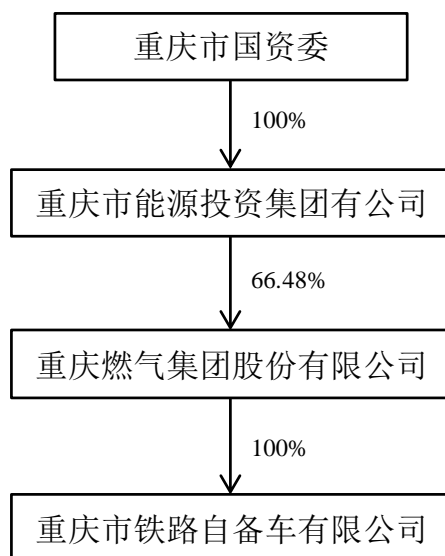 重庆市国资委
100%
重庆市能源投资集团有公司
66.48%
重庆燃气集团股份有限公司
100%
重庆市铁路自备车有限公司